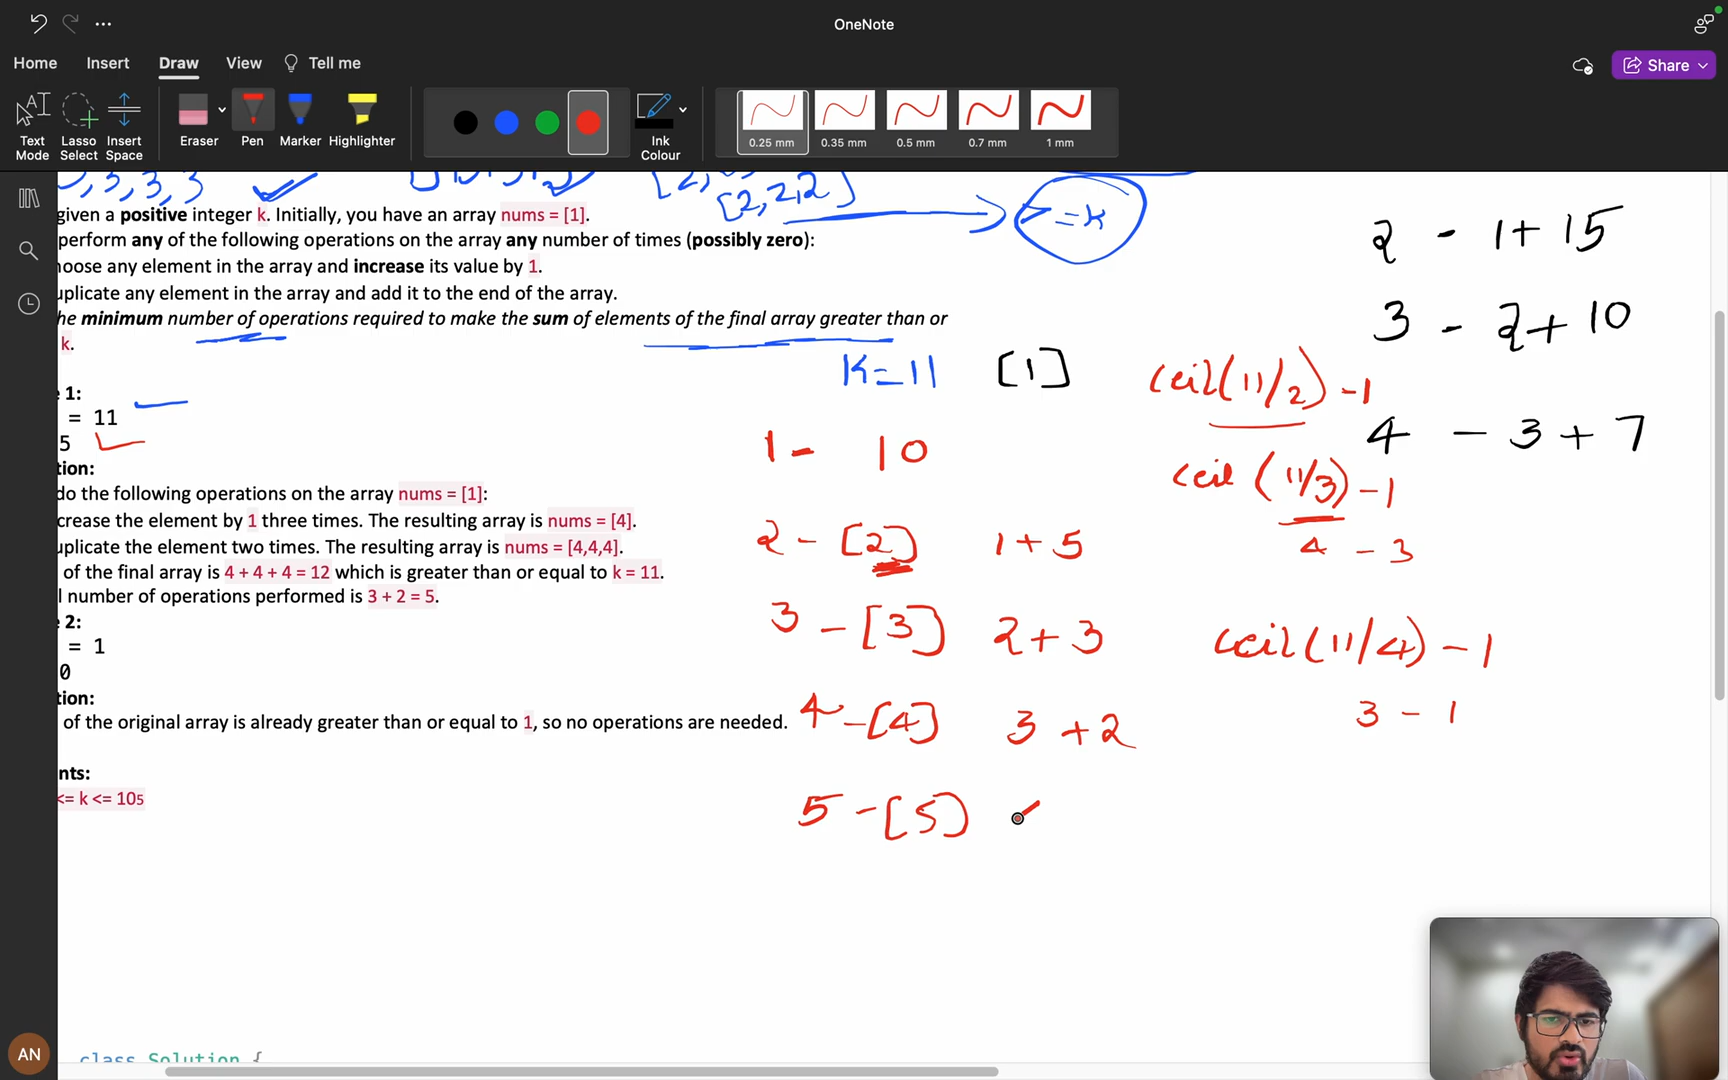 OneNote
Home Insert Draw View Tell me
Share
Text Mode
Lasso Select
Insert Space
Eraser
Pen
Marker
Highlighter
Ink Colour
0.25 mm
0.35 mm
0.5 mm
0.7 mm
1 mm
3, 3, 3
[2,2,2]
= k
given a positive integer k. Initially, you have an array nums = [1].
perform any of the following operations on the array any number of times (possibly zero):
hoose any element in the array and increase its value by 1.
uplicate any element in the array and add it to the end of the array.
he minimum number of operations required to make the sum of elements of the final array greater than or
k.
e 1:
= 11
5
tion:
do the following operations on the array nums = [1]:
crease the element by 1 three times. The resulting array is nums = [4].
uplicate the element two times. The resulting array is nums = [4,4,4].
of the final array is 4 + 4 + 4 = 12 which is greater than or equal to k = 11.
l number of operations performed is 3 + 2 = 5.
e 2:
= 1
0
tion:
of the original array is already greater than or equal to 1, so no operations are needed.
nts:
<= k <= 105
K=11 [1]
1 - 10
2 - [2] 1 + 5
3 - [3] 2 + 3
4 - [4] 3 + 2
5 - [5]
ceil(11/2) -1
ceil (11/3) -1
4 - 3
ceil(11/4) -1
3 - 1
2 - 1 + 15
3 - 2 + 10
4 - 3 + 7
class Solution {
AN